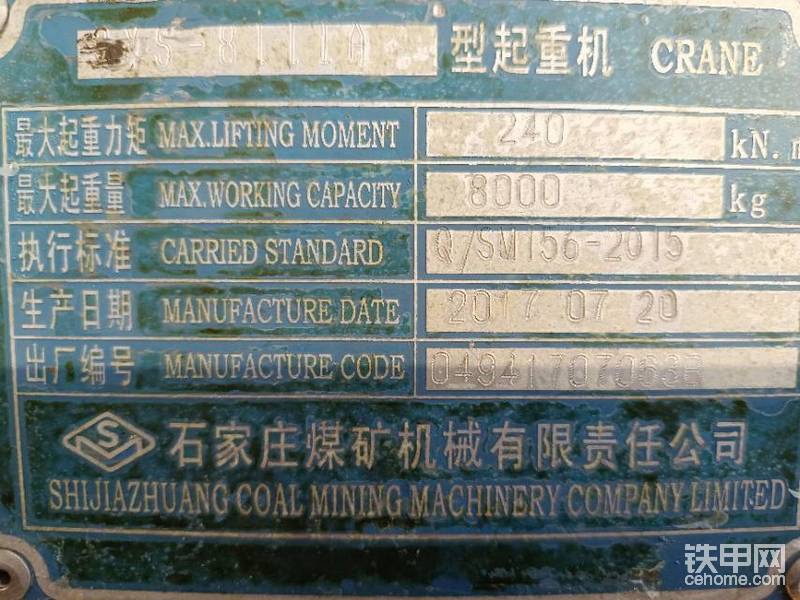 型起重机 CRANE
最大起重力矩 MAX.LIFTING MOMENT 240 kN.m
最大起重量 MAX.WORKING CAPACITY 8000 kg
执行标准 CARRIED STANDARD Q/SM156-2015
生产日期 MANUFACTURE DATE 2017 07 20
出厂编号 MANUFACTURE CODE
S 石家庄煤矿机械有限责任公司
SHIJIAZHUANG COAL MINING MACHINERY COMPANY LIMITED
铁甲网
cehome.com